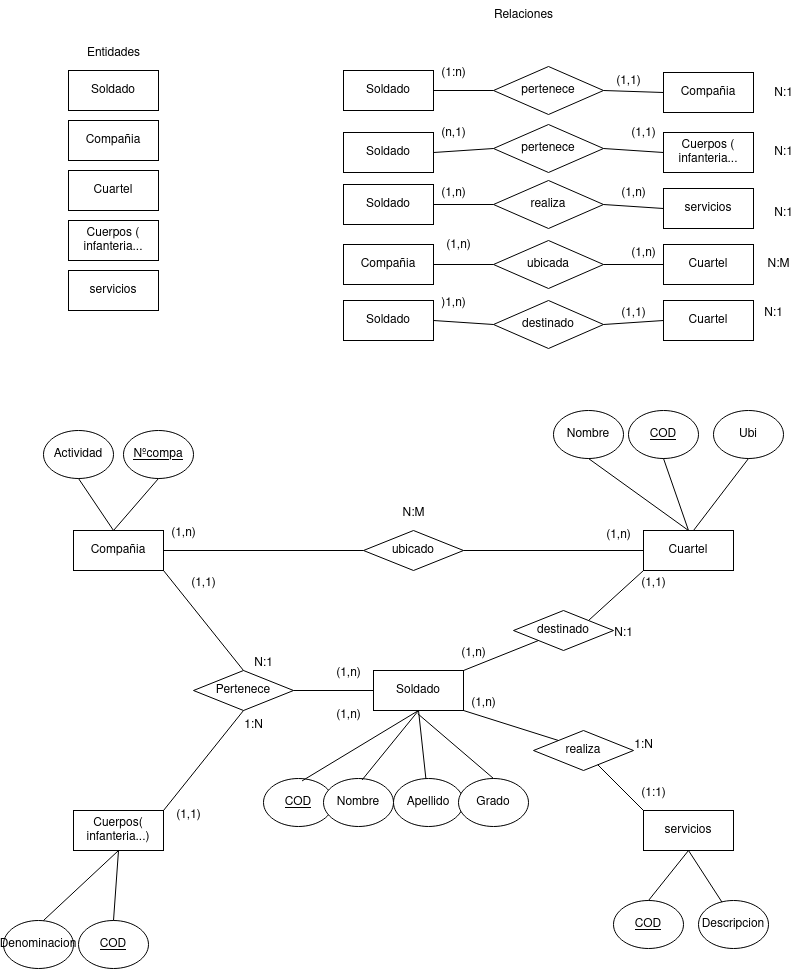 Relaciones
Entidades
Soldado
Compañia
Cuartel
Cuerpos (
infanteria...
servicios
Soldado
(1:n)
pertenece
(1,1)
Compañia
N:1
Soldado
(n,1)
pertenece
(1,1)
Cuerpos (
infanteria...
N:1
Soldado
(1,n)
realiza
(1,n)
servicios
N:1
Compañia
(1,n)
ubicada
(1,n)
Cuartel
N:M
Soldado
)1,n)
destinado
(1,1)
Cuartel
N:1
Actividad
Nºcompa
Nombre
COD
Ubi
Compañia
(1,n)
N:M
ubicado
(1,n)
Cuartel
(1,1)
(1,1)
destinado
N:1
(1,n)
N:1
Pertenece
1:N
(1,n)
(1,n)
Soldado
(1,n)
realiza
1:N
(1:1)
COD
Nombre
Apellido
Grado
(1,1)
Cuerpos(
infanteria...)
servicios
Denominacion
COD
COD
Descripcion